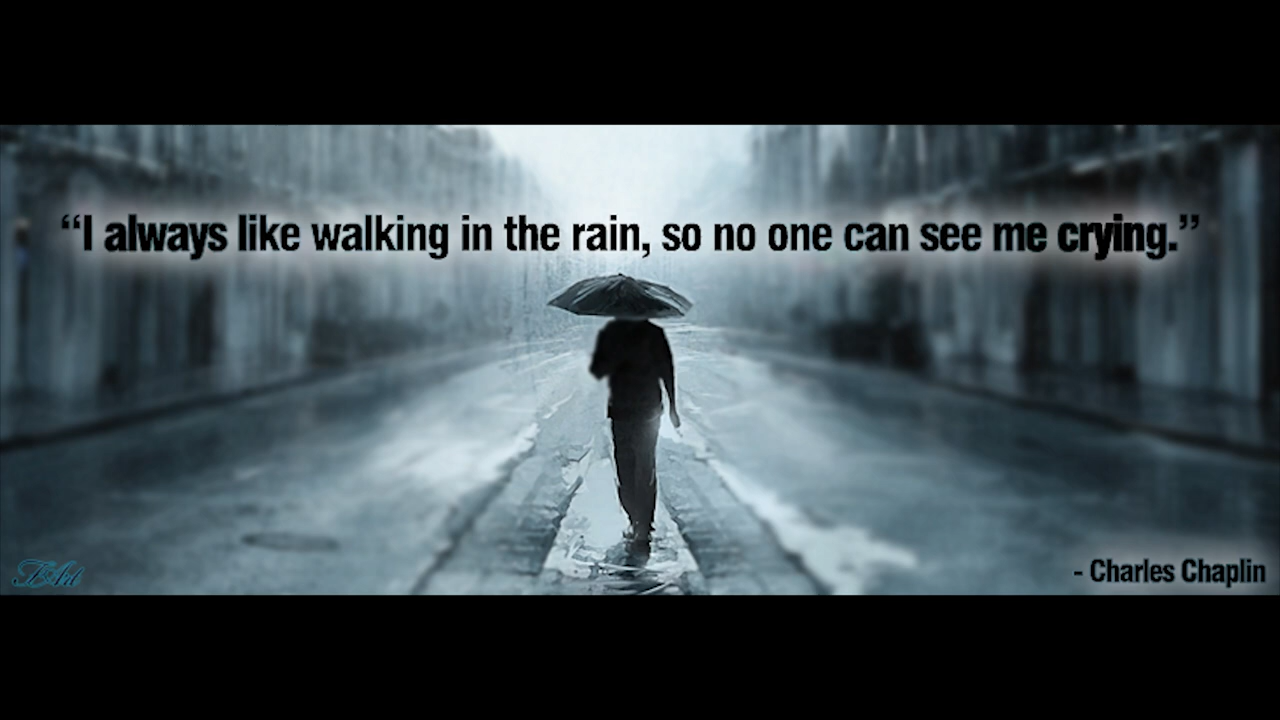 “I always like walking in the rain, so no one can see me crying.”
- Charles Chaplin